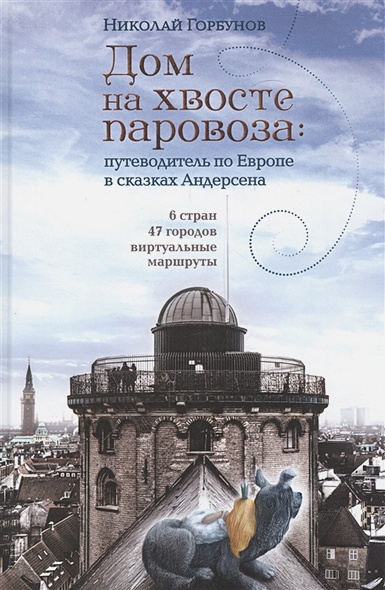 Николай Горбунов
Дом
на хвосте
паровоза:
путеводитель по Европе
в сказках Андерсена
6 стран
47 городов
виртуальные
маршруты